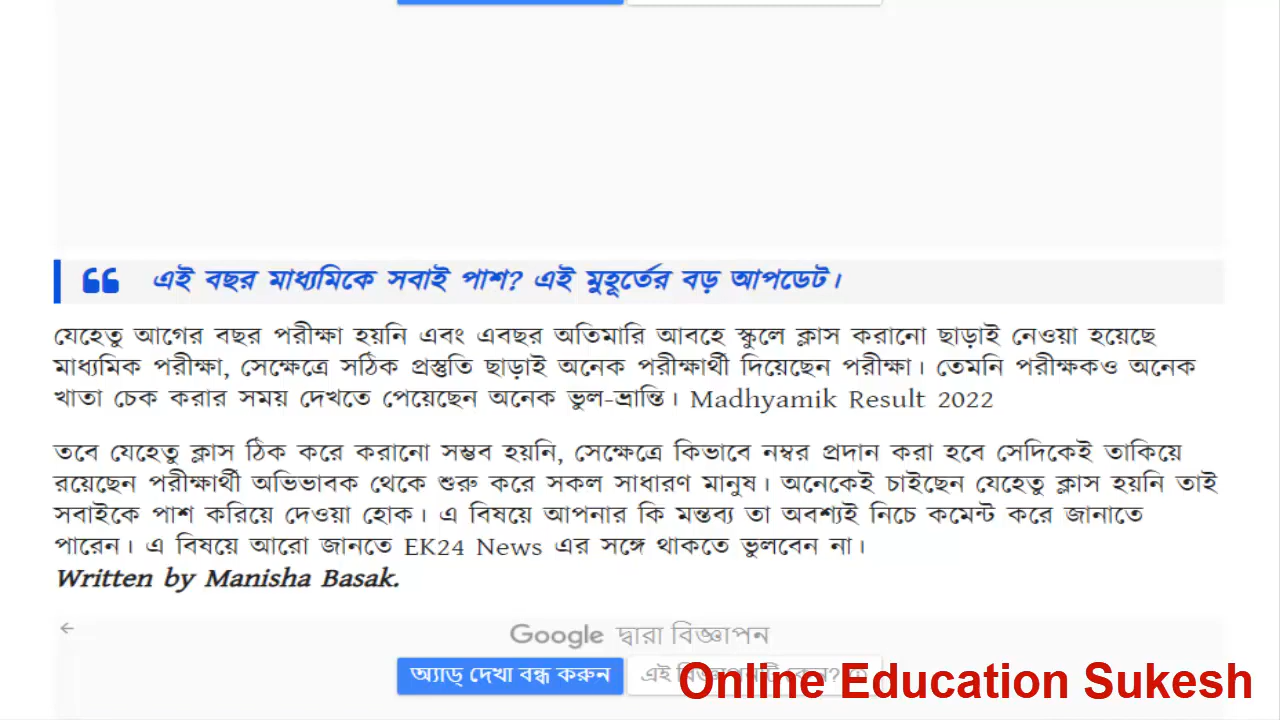 এই বছর মাধ্যমিকে সবাই পাশ? এই মুহূর্তের বড় আপডেট।
যেহেতু আগের বছর পরীক্ষা হয়নি এবং এবছর অতিমারি আবহে স্কুলে ক্লাস করানো ছাড়াই নেওয়া হয়েছে
মাধ্যমিক পরীক্ষা, সেক্ষেত্রে সঠিক প্রস্তুতি ছাড়াই অনেক পরীক্ষার্থী দিয়েছেন পরীক্ষা। তেমনি পরীক্ষকও অনেক
খাতা চেক করার সময় দেখতে পেয়েছেন অনেক ভুল-ভ্রান্তি। Madhyamik Result 2022
তবে যেহেতু ক্লাস ঠিক করে করানো সম্ভব হয়নি, সেক্ষেত্রে কিভাবে নম্বর প্রদান করা হবে সেদিকেই তাকিয়ে
রয়েছেন পরীক্ষার্থী অভিভাবক থেকে শুরু করে সকল সাধারণ মানুষ। অনেকেই চাইছেন যেহেতু ক্লাস হয়নি তাই
সবাইকে পাশ করিয়ে দেওয়া হোক। এ বিষয়ে আপনার কি মন্তব্য তা অবশ্যই নিচে কমেন্ট করে জানাতে
পারেন। এ বিষয়ে আরো জানতে EK24 News এর সঙ্গে থাকতে ভুলবেন না।
Written by Manisha Basak.
Google দ্বারা বিজ্ঞাপন
অ্যাড্ দেখা বন্ধ করুন
এই বিজ্ঞাপনটি কেন?
Online Education Sukesh